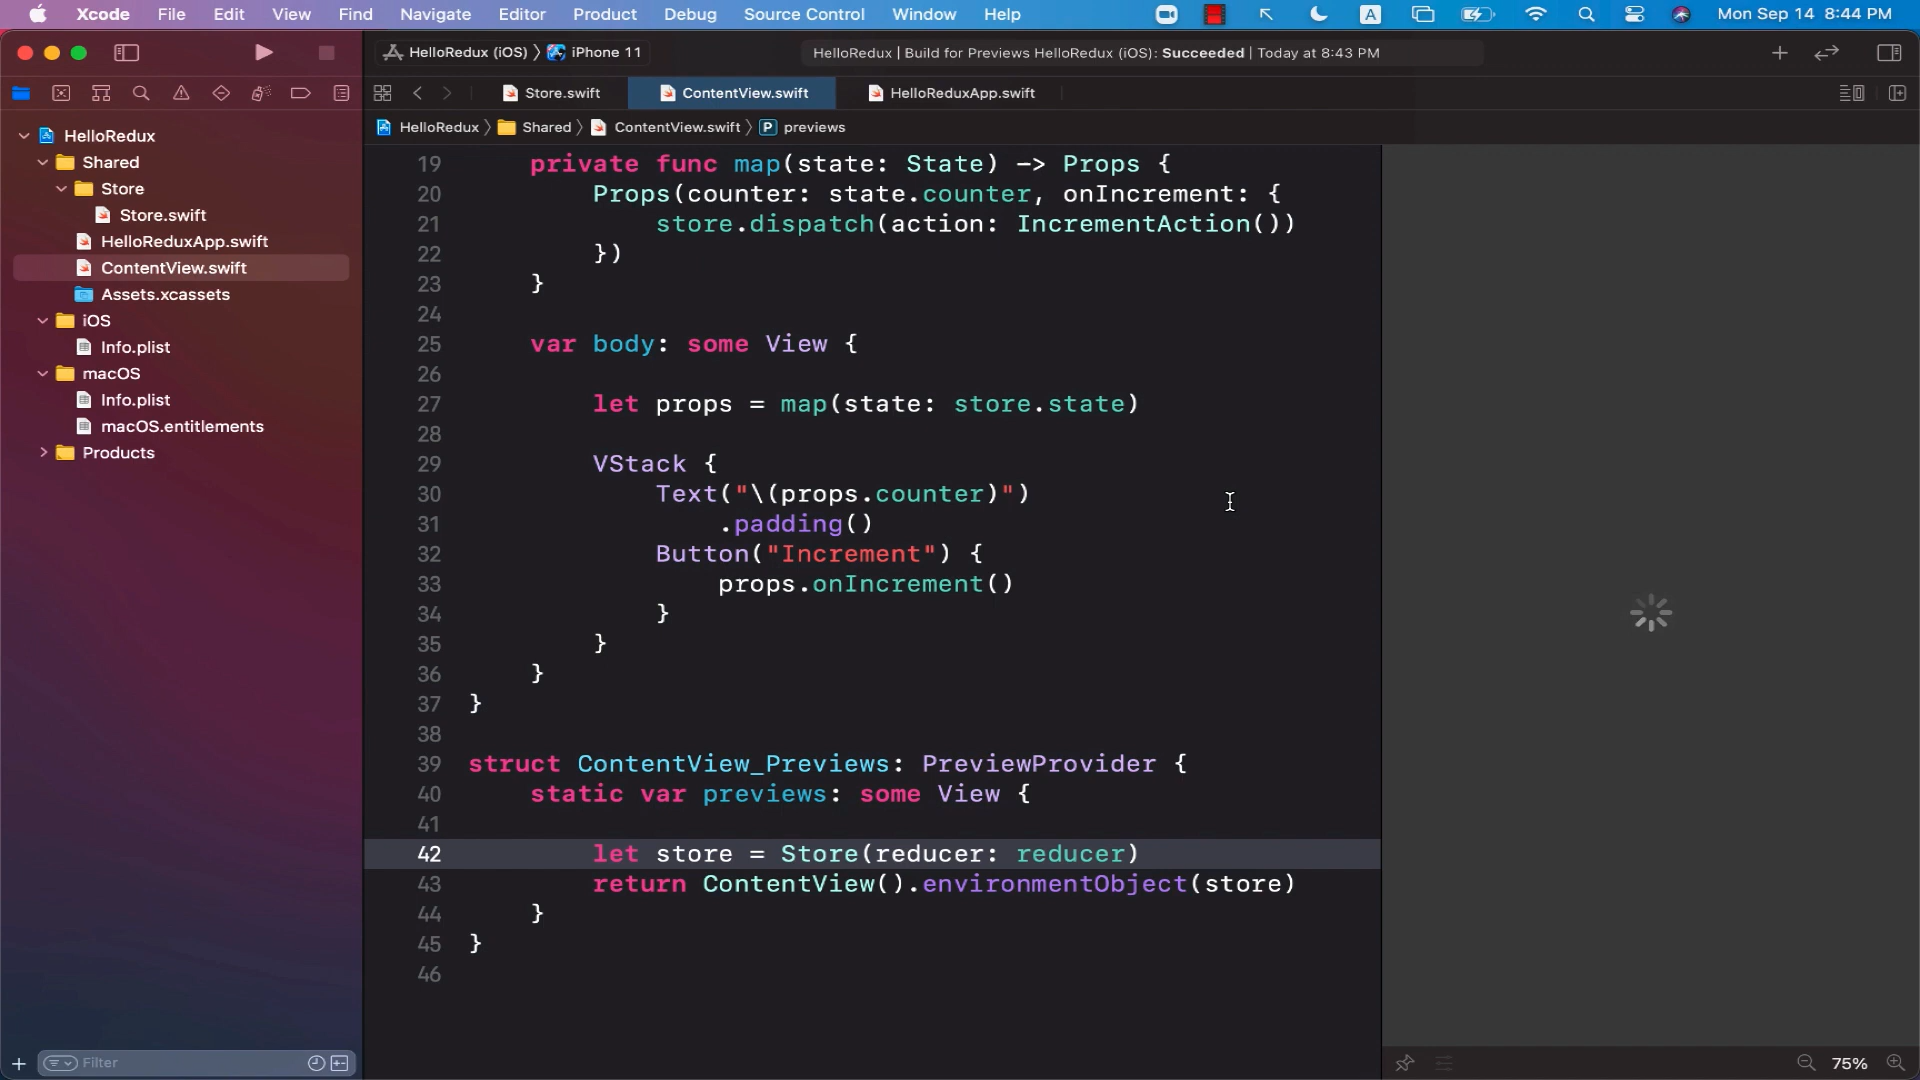 Xcode File Edit View Find Navigate Editor Product Debug Source Control Window Help A Mon Sep 14 8:44 PM
HelloRedux (iOS) 〉 iPhone 11 HelloRedux | Build for Previews HelloRedux (iOS): Succeeded | Today at 8:43 PM
Store.swift ContentView.swift HelloReduxApp.swift
HelloRedux 〉 Shared 〉 ContentView.swift 〉 P previews
HelloRedux
Shared
Store
Store.swift
HelloReduxApp.swift
ContentView.swift
Assets.xcassets
iOS
Info.plist
macOS
Info.plist
macOS.entitlements
Products
Filter
19 private func map(state: State) -> Props {
20 Props(counter: state.counter, onIncrement: {
21 store.dispatch(action: IncrementAction())
22 })
23 }
24
25 var body: some View {
26
27 let props = map(state: store.state)
28
29 VStack {
30 Text("\(props.counter)")
31 .padding()
32 Button("Increment") {
33 props.onIncrement()
34 }
35 }
36 }
37 }
38
39 struct ContentView_Previews: PreviewProvider {
40 static var previews: some View {
41
42 let store = Store(reducer: reducer)
43 return ContentView().environmentObject(store)
44 }
45 }
46
75%